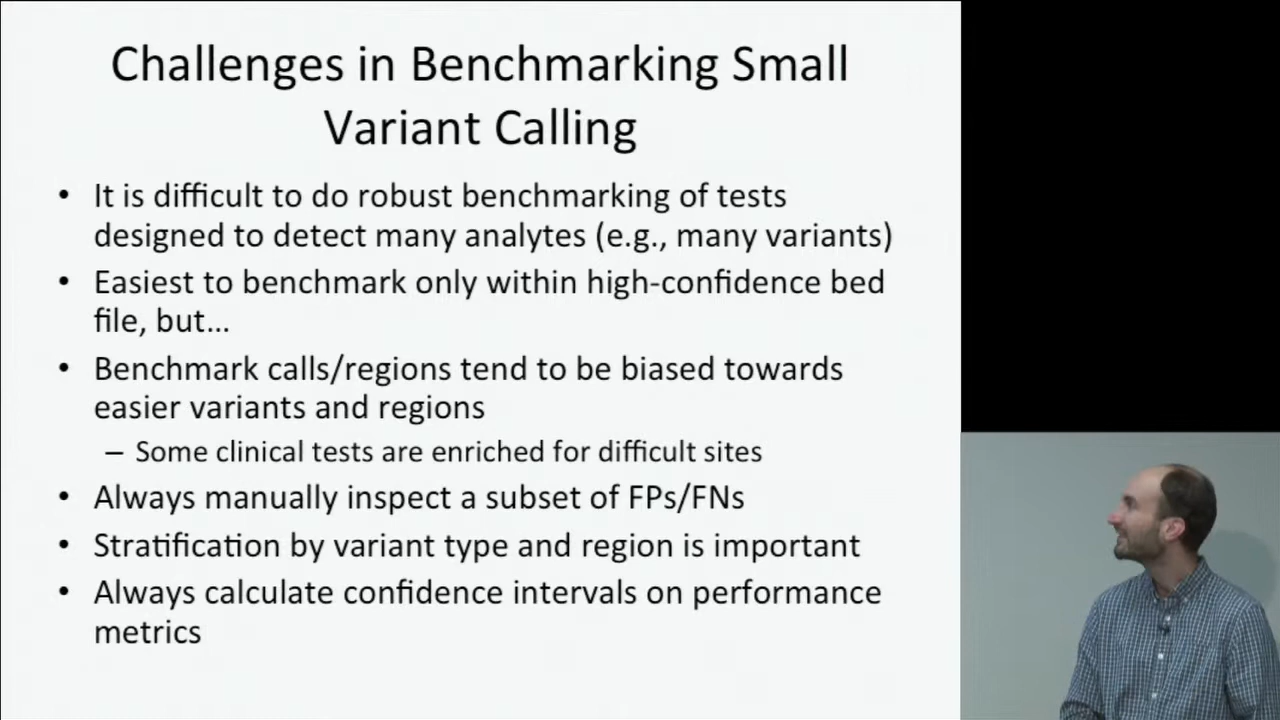 Challenges in Benchmarking Small
Variant Calling
• It is difficult to do robust benchmarking of tests
designed to detect many analytes (e.g., many variants)
• Easiest to benchmark only within high-confidence bed
file, but...
• Benchmark calls/regions tend to be biased towards
easier variants and regions
– Some clinical tests are enriched for difficult sites
• Always manually inspect a subset of FPs/FNs
• Stratification by variant type and region is important
• Always calculate confidence intervals on performance
metrics